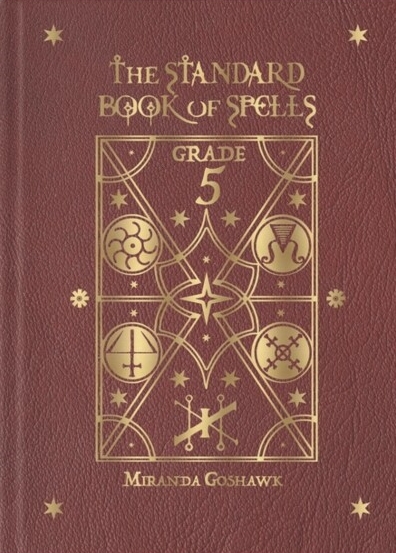 THE STANDARD
BOOK OF SPELLS
GRADE
5
MIRANDA GOSHAWK